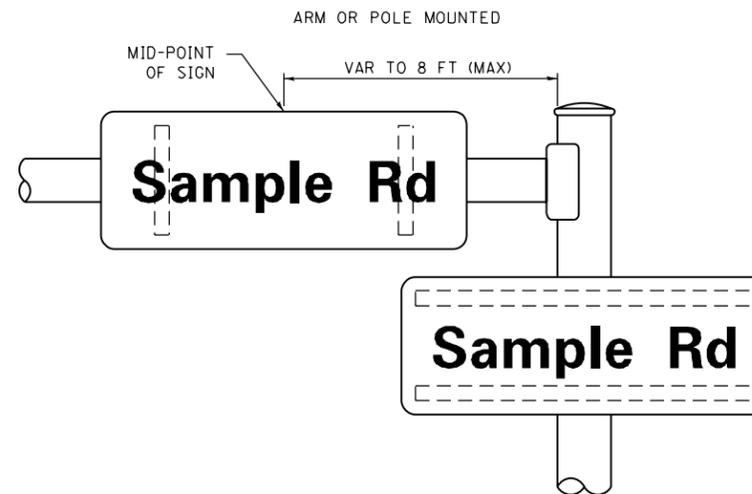 ARM OR POLE MOUNTED
MID-POINT
OF SIGN
VAR TO 8 FT (MAX)
Sample Rd
Sample Rd